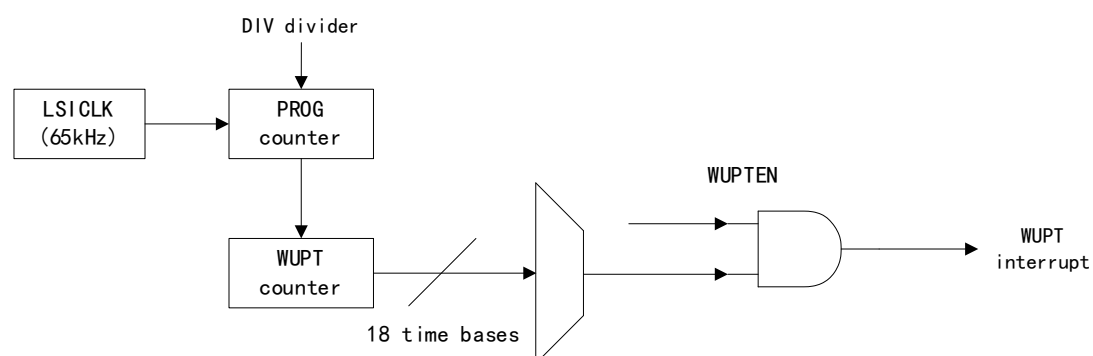 DIV divider
LSICLK
(65kHz)
PROG
counter
WUPTEN
WUPT
counter
WUPT
interrupt
18 time bases